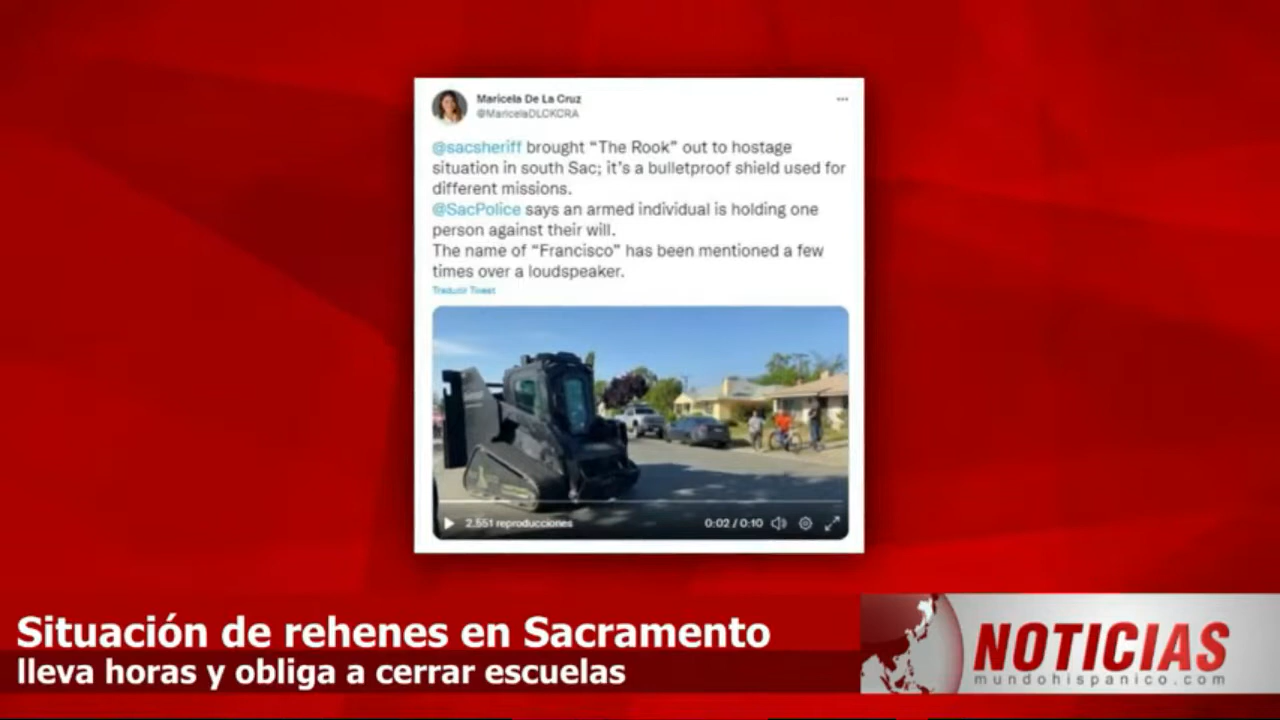 Maricela De La Cruz
@MaricelaDLCKCRA
@sacsheriff brought “The Rook” out to hostage
situation in south Sac; it’s a bulletproof shield used for
different missions.
@SacPolice says an armed individual is holding one
person against their will.
The name of “Francisco” has been mentioned a few
times over a loudspeaker.
Traducir Tweet
2.551 reproducciones
0:02 / 0:10
Situación de rehenes en Sacramento
lleva horas y obliga a cerrar escuelas
NOTICIAS
mundohispanico.com